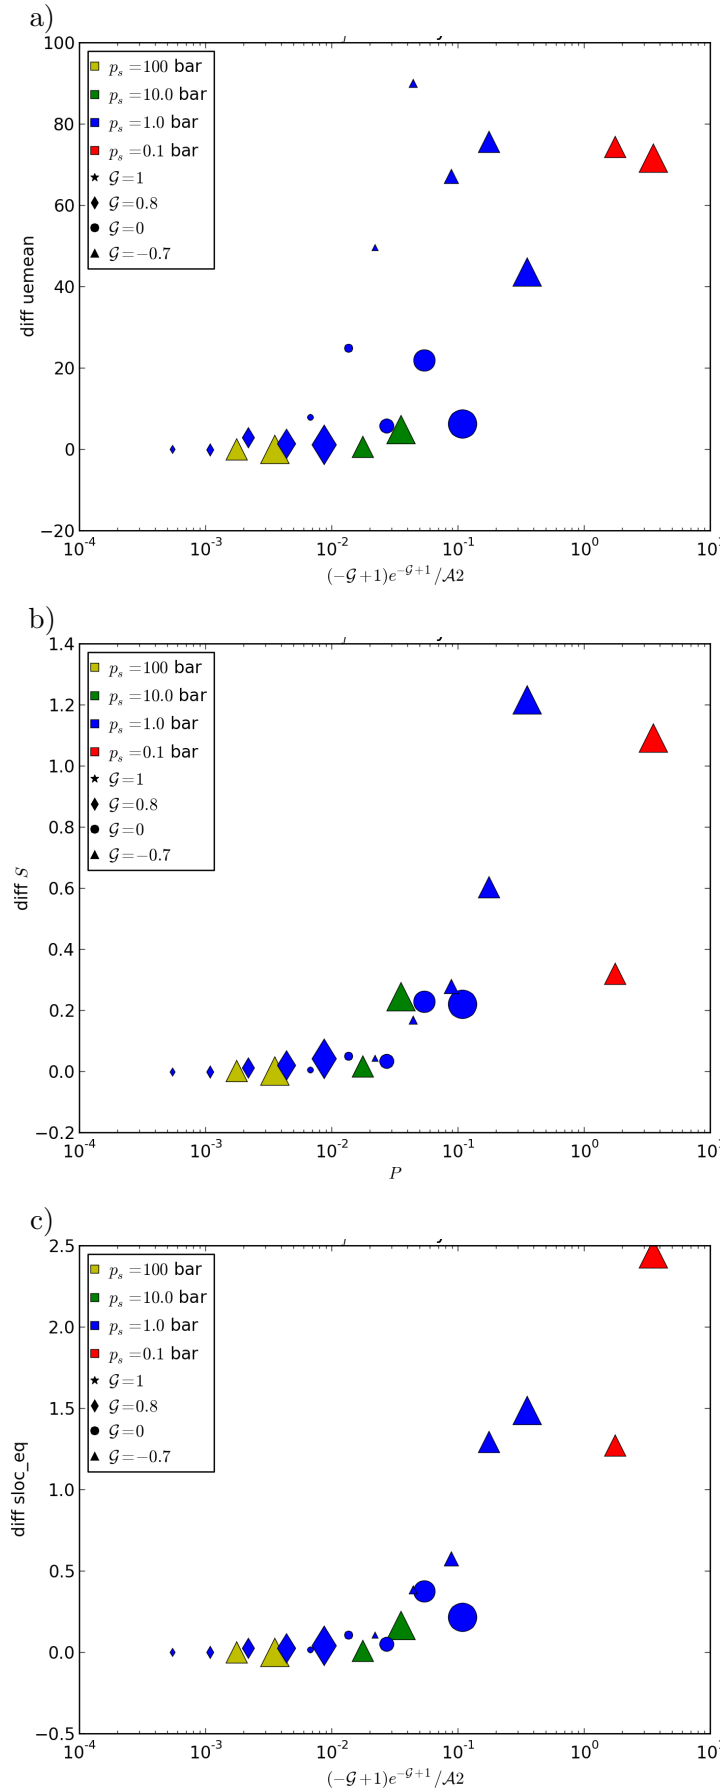 a)
100
80
60
40
20
0
−20
diff uemean
p_s = 100 bar
p_s = 10.0 bar
p_s = 1.0 bar
p_s = 0.1 bar
𝒢 = 1
𝒢 = 0.8
𝒢 = 0
𝒢 = −0.7
10^-4 10^-3 10^-2 10^-1 10^0 10^1
(−𝒢+1)e^{−𝒢+1}/𝒜2
b)
1.4
1.2
1.0
0.8
0.6
0.4
0.2
0.0
−0.2
diff S
p_s = 100 bar
p_s = 10.0 bar
p_s = 1.0 bar
p_s = 0.1 bar
𝒢 = 1
𝒢 = 0.8
𝒢 = 0
𝒢 = −0.7
10^-4 10^-3 10^-2 10^-1 10^0 10^1
P
c)
2.5
2.0
1.5
1.0
0.5
0.0
−0.5
diff sloc_eq
p_s = 100 bar
p_s = 10.0 bar
p_s = 1.0 bar
p_s = 0.1 bar
𝒢 = 1
𝒢 = 0.8
𝒢 = 0
𝒢 = −0.7
10^-4 10^-3 10^-2 10^-1 10^0 10^1
(−𝒢+1)e^{−𝒢+1}/𝒜2